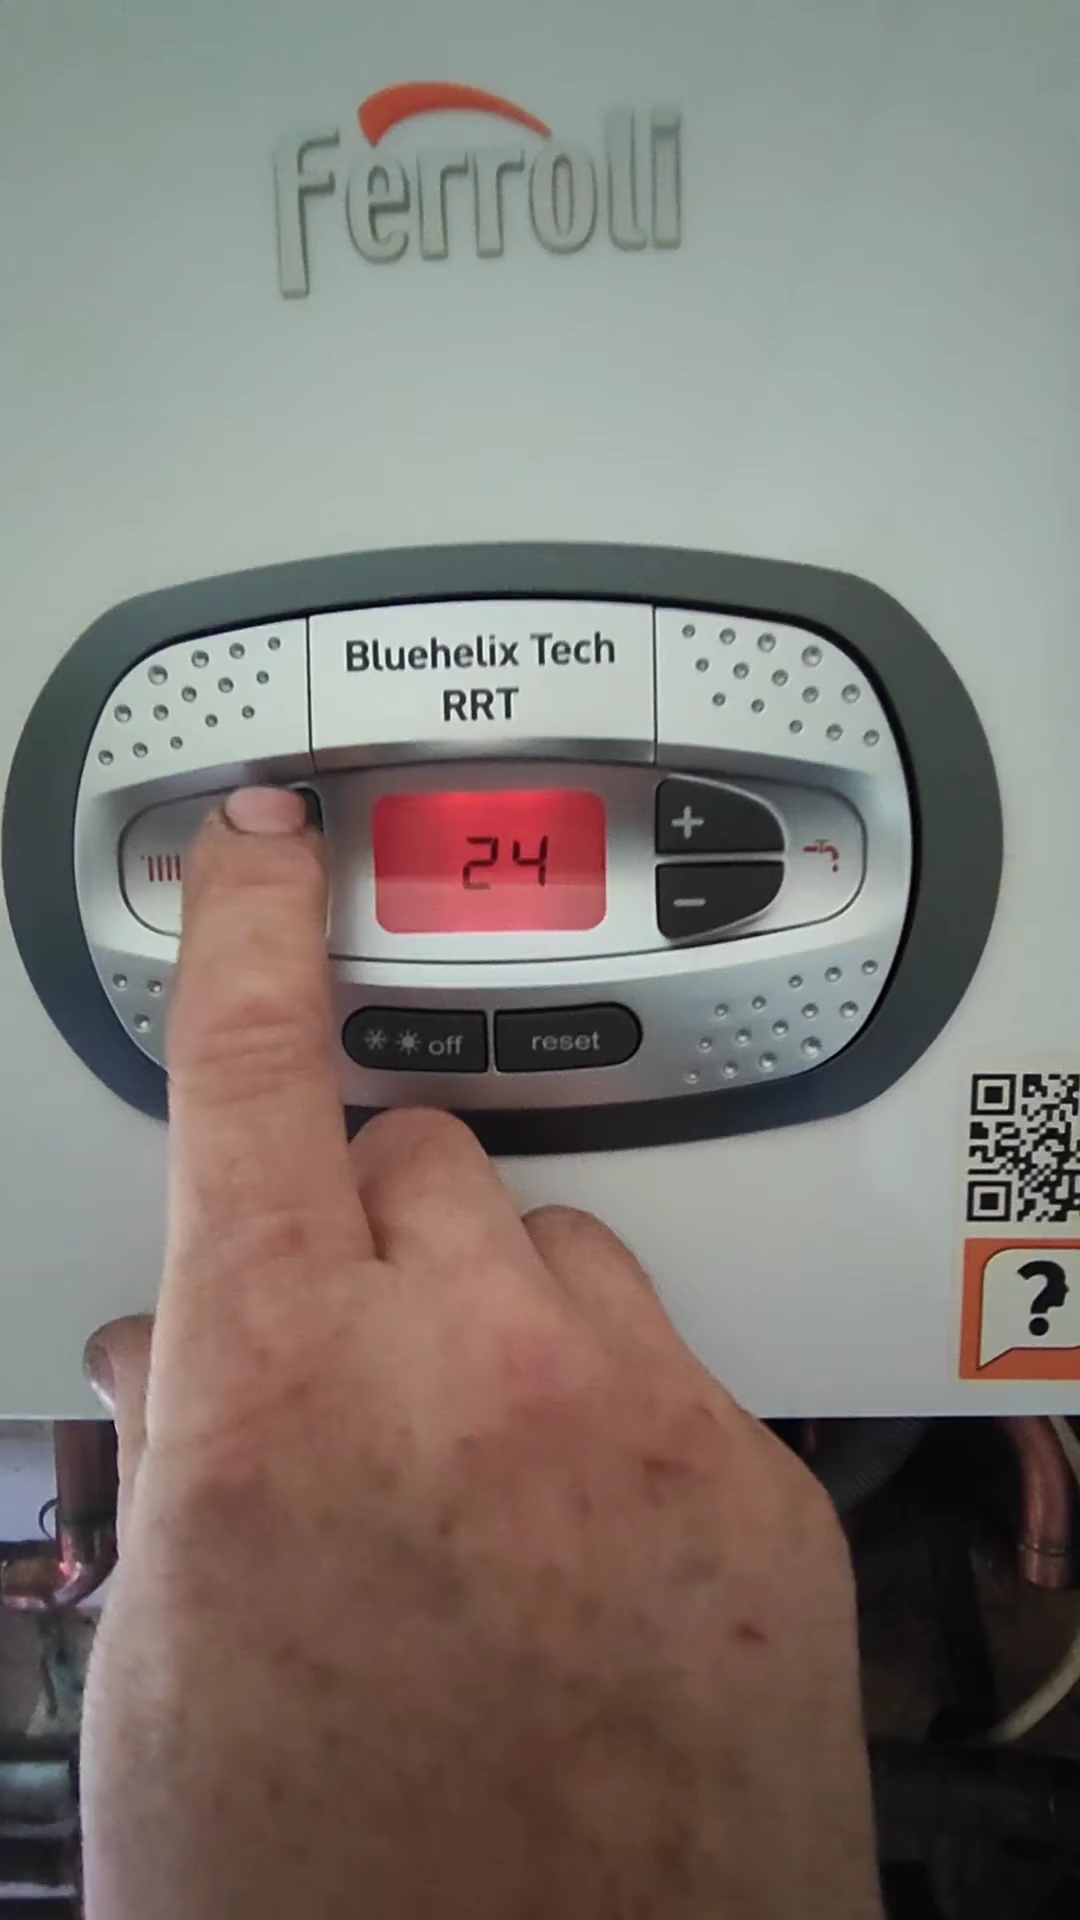 Ferroli
Bluehelix Tech
RRT
24
+
-
off
reset
?